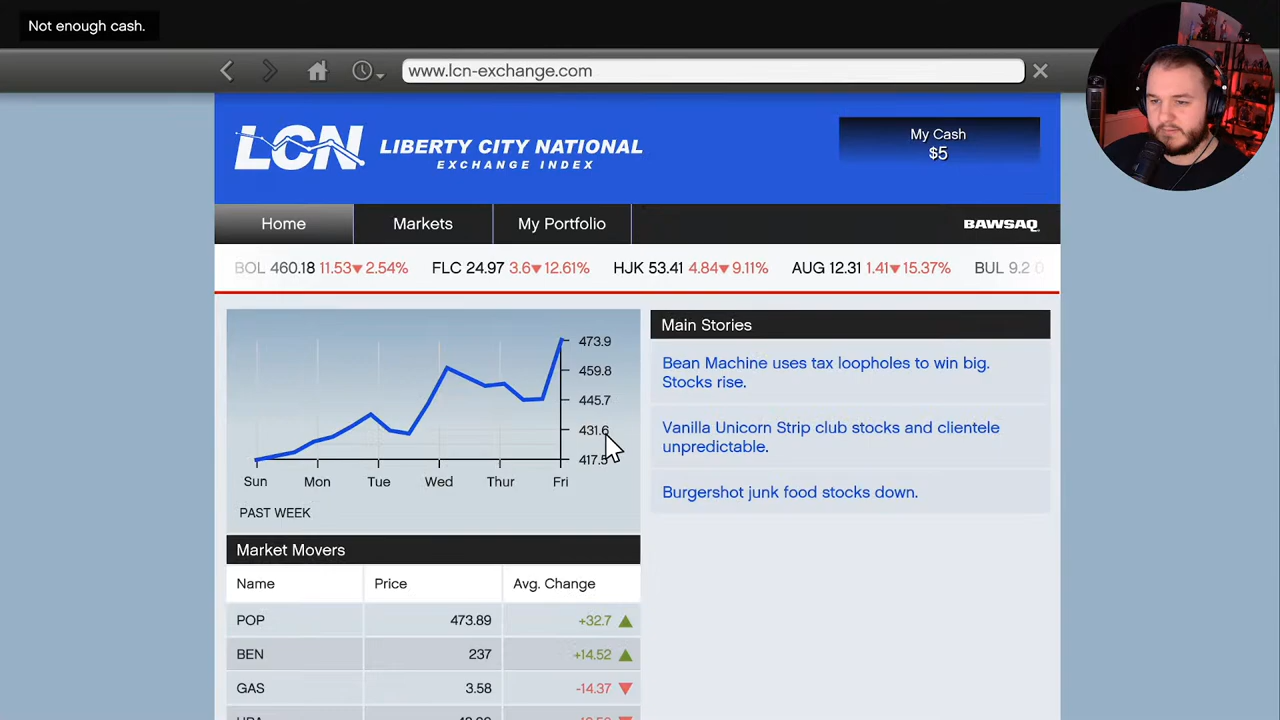 Not enough cash.
www.lcn-exchange.com
LCN LIBERTY CITY NATIONAL
EXCHANGE INDEX
My Cash
$5
Home Markets My Portfolio BAWSAQ
BOL 460.18 11.53 2.54% FLC 24.97 3.6 12.61% HJK 53.41 4.84 9.11% AUG 12.31 1.41 15.37% BUL 9.2
473.9
459.8
445.7
431.6
417.5
Sun Mon Tue Wed Thur Fri
PAST WEEK
Main Stories
Bean Machine uses tax loopholes to win big.
Stocks rise.
Vanilla Unicorn Strip club stocks and clientele
unpredictable.
Burgershot junk food stocks down.
Market Movers
Name Price Avg. Change
POP 473.89 +32.7
BEN 237 +14.52
GAS 3.58 -14.37